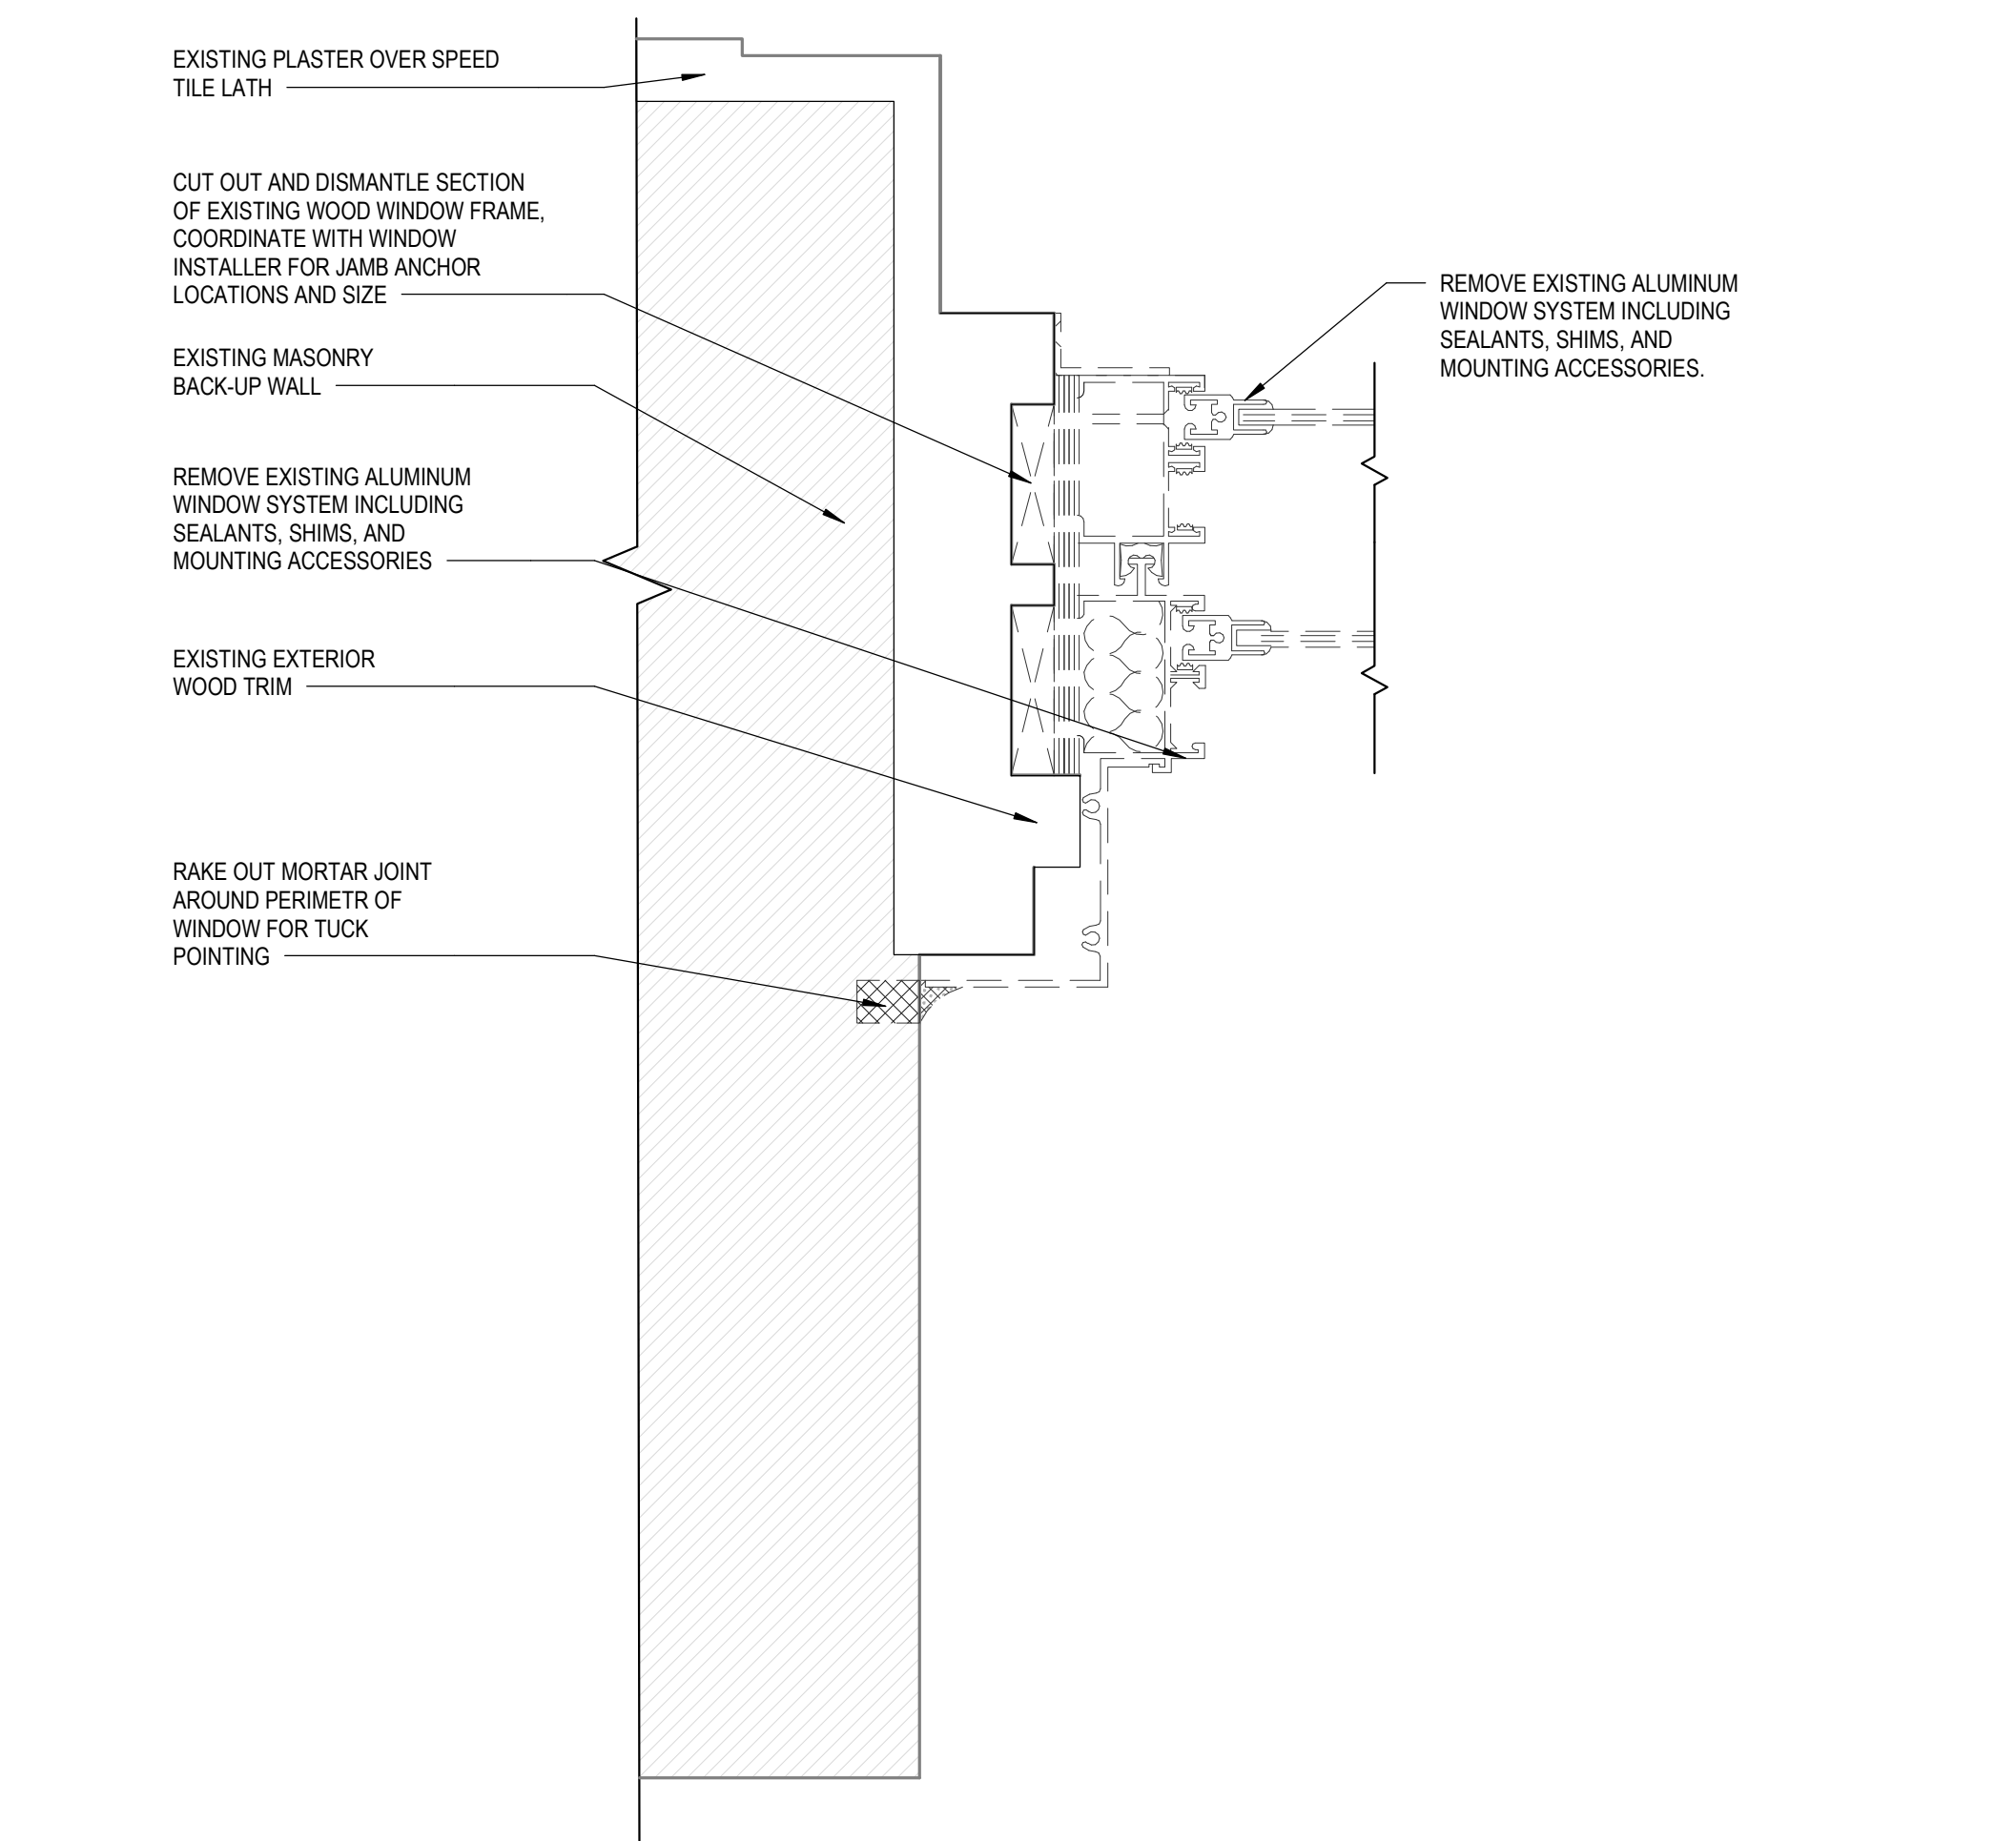 EXISTING PLASTER OVER SPEED
TILE LATH
CUT OUT AND DISMANTLE SECTION
OF EXISTING WOOD WINDOW FRAME,
COORDINATE WITH WINDOW
INSTALLER FOR JAMB ANCHOR
LOCATIONS AND SIZE
EXISTING MASONRY
BACK-UP WALL
REMOVE EXISTING ALUMINUM
WINDOW SYSTEM INCLUDING
SEALANTS, SHIMS, AND
MOUNTING ACCESSORIES
EXISTING EXTERIOR
WOOD TRIM
RAKE OUT MORTAR JOINT
AROUND PERIMETR OF
WINDOW FOR TUCK
POINTING
REMOVE EXISTING ALUMINUM
WINDOW SYSTEM INCLUDING
SEALANTS, SHIMS, AND
MOUNTING ACCESSORIES.